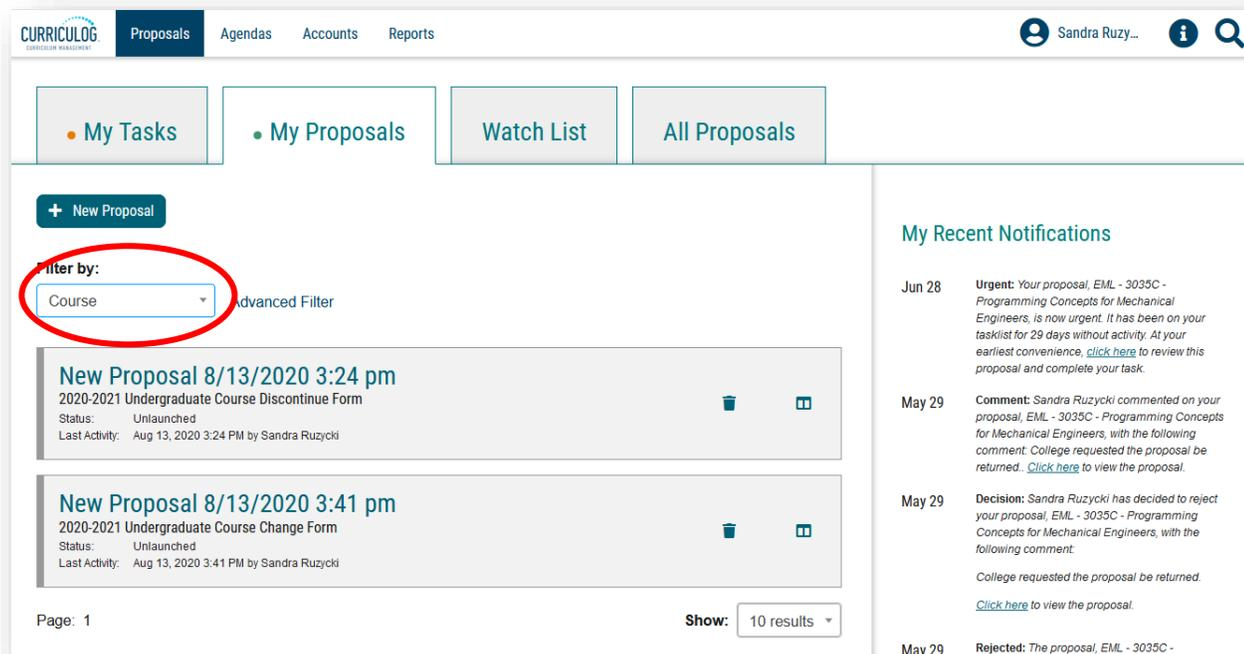 CURRICULOG
CURRICULUM MANAGEMENT
Proposals
Agendas
Accounts
Reports
Sandra Ruzy...
My Tasks
My Proposals
Watch List
All Proposals
+ New Proposal
Filter by:
Course
Advanced Filter
New Proposal 8/13/2020 3:24 pm
2020-2021 Undergraduate Course Discontinue Form
Status: Unlaunched
Last Activity: Aug 13, 2020 3:24 PM by Sandra Ruzycki
New Proposal 8/13/2020 3:41 pm
2020-2021 Undergraduate Course Change Form
Status: Unlaunched
Last Activity: Aug 13, 2020 3:41 PM by Sandra Ruzycki
Page: 1
Show: 10 results
My Recent Notifications
Jun 28 Urgent: Your proposal, EML - 3035C -
Programming Concepts for Mechanical
Engineers, is now urgent. It has been on your
tasklist for 29 days without activity. At your
earliest convenience, click here to review this
proposal and complete your task.
May 29 Comment: Sandra Ruzycki commented on your
proposal, EML - 3035C - Programming Concepts
for Mechanical Engineers, with the following
comment: College requested the proposal be
returned.. Click here to view the proposal.
May 29 Decision: Sandra Ruzycki has decided to reject
your proposal, EML - 3035C - Programming
Concepts for Mechanical Engineers, with the
following comment:
College requested the proposal be returned.
Click here to view the proposal.
May 29 Rejected: The proposal, EML - 3035C -